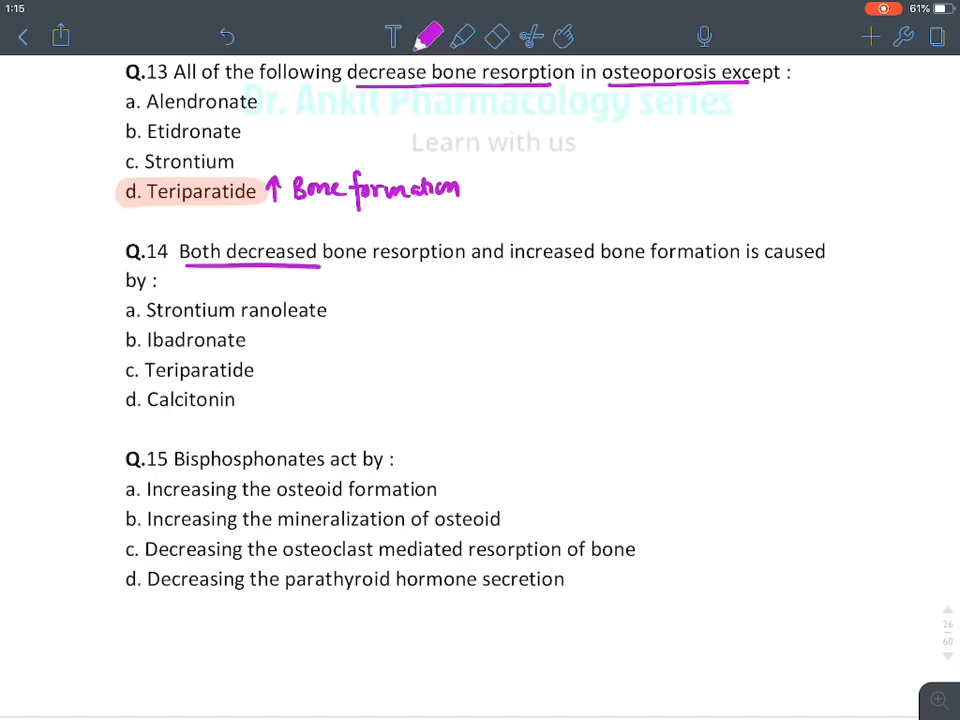 1:15
61%
T
Q.13 All of the following decrease bone resorption in osteoporosis except :
a. Alendronate
Dr. Ankit Pharmacology series
b. Etidronate
Learn with us
c. Strontium
d. Teriparatide ↑ Bone formation
Q.14 Both decreased bone resorption and increased bone formation is caused
by :
a. Strontium ranoleate
b. Ibadronate
c. Teriparatide
d. Calcitonin
Q.15 Bisphosphonates act by :
a. Increasing the osteoid formation
b. Increasing the mineralization of osteoid
c. Decreasing the osteoclast mediated resorption of bone
d. Decreasing the parathyroid hormone secretion
26
60